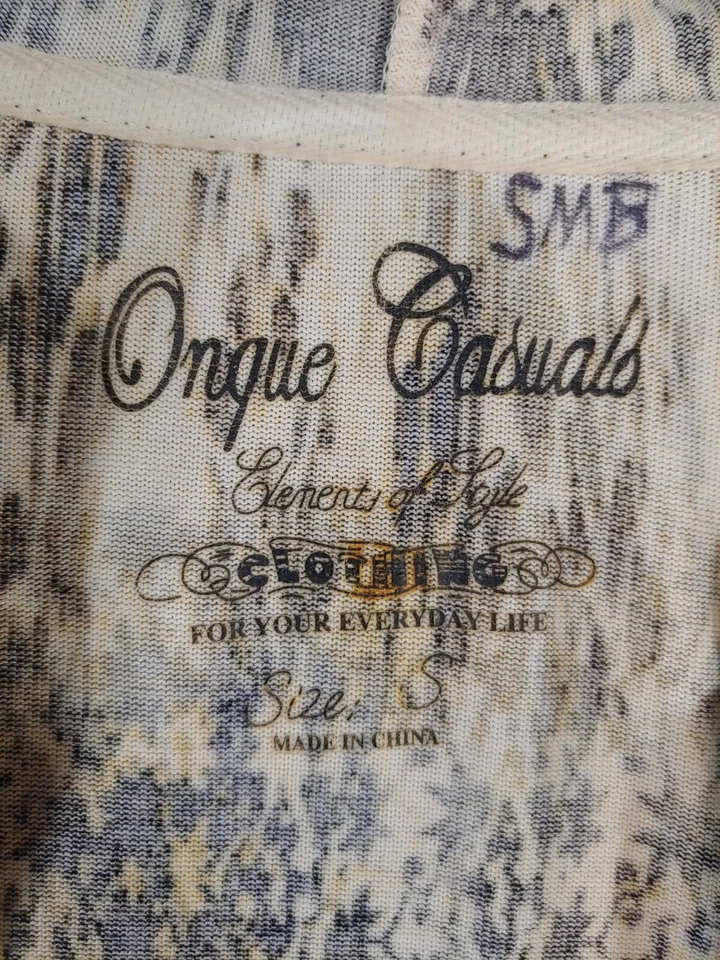 SMB
Onque Casuals
Elements of Style
CLOTHING
FOR YOUR EVERYDAY LIFE
Size: S
MADE IN CHINA